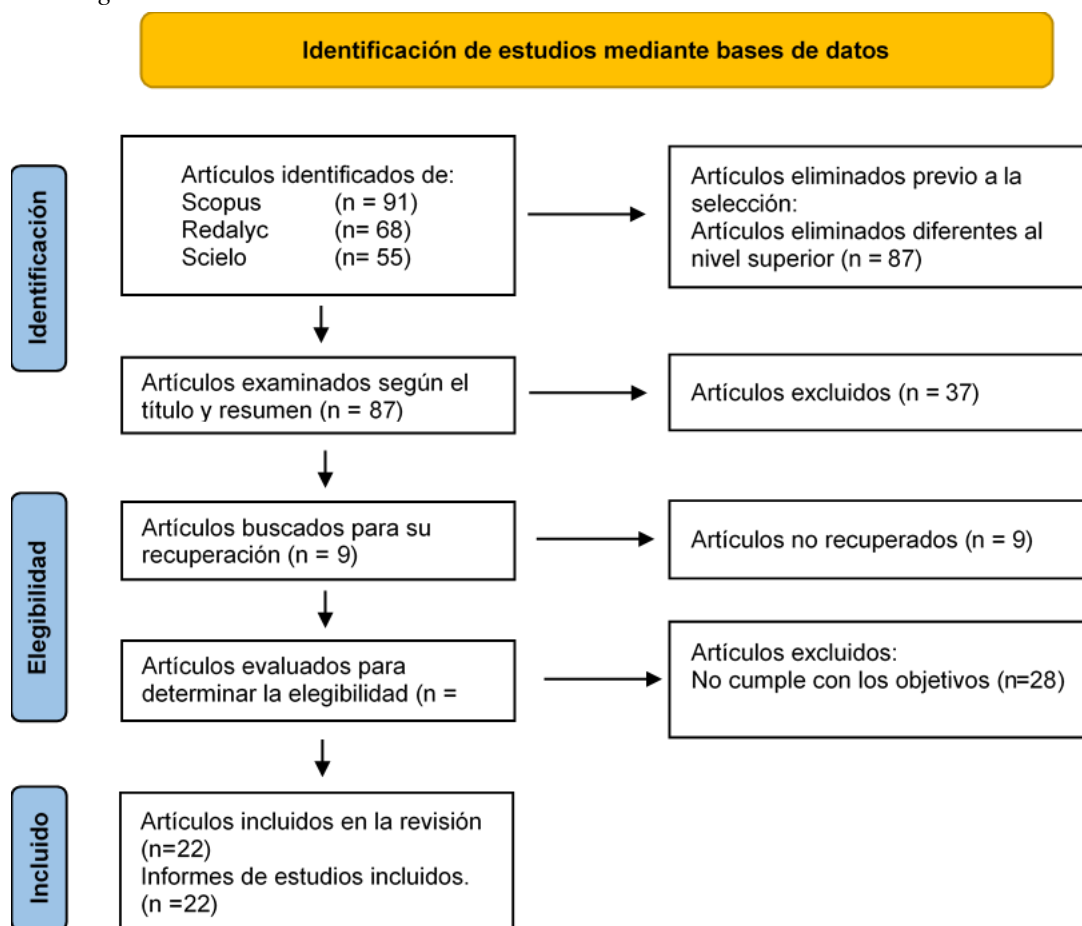 Identificación de estudios mediante bases de datos
Identificación
Artículos identificados de:
Scopus (n = 91)
Redalyc (n= 68)
Scielo (n= 55)
Artículos eliminados previo a la
selección:
Artículos eliminados diferentes al
nivel superior (n = 87)
Artículos examinados según el
título y resumen (n = 87)
Artículos excluidos (n = 37)
Elegibilidad
Artículos buscados para su
recuperación (n = 9)
Artículos no recuperados (n = 9)
Artículos evaluados para
determinar la elegibilidad (n =
Artículos excluidos:
No cumple con los objetivos (n=28)
Incluido
Artículos incluidos en la revisión
(n=22)
Informes de estudios incluidos.
(n =22)